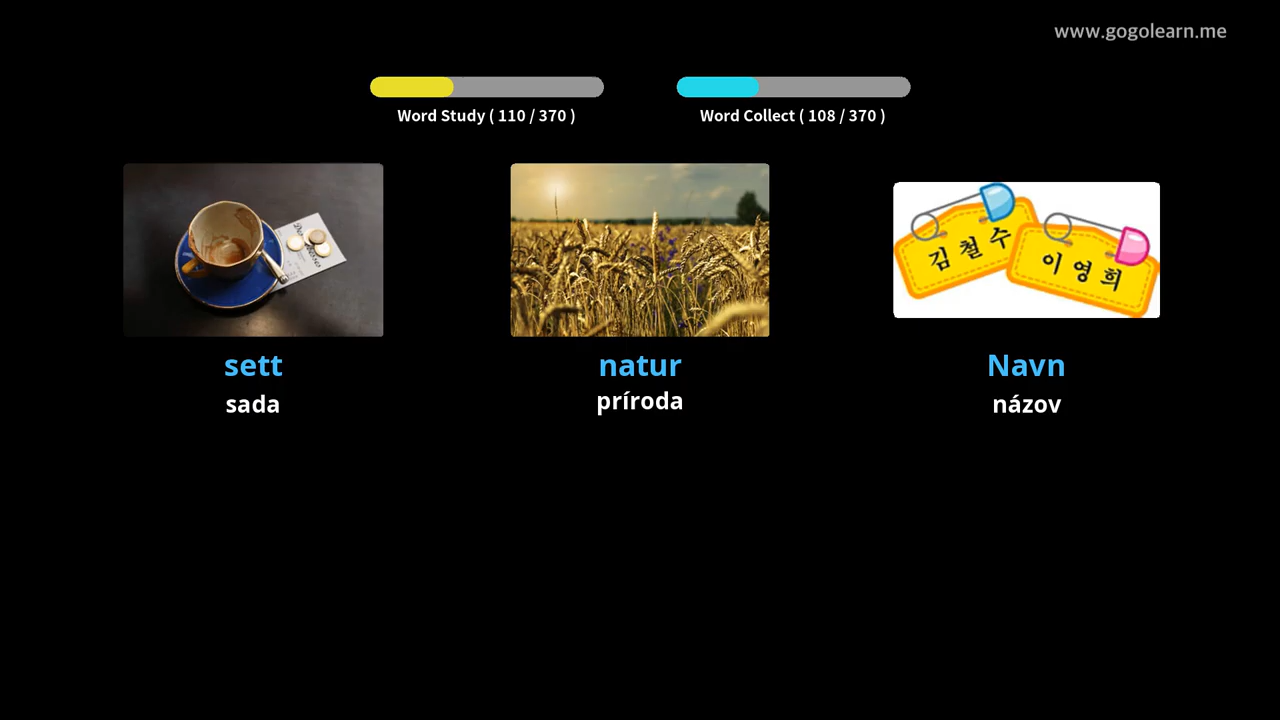 www.gogolearn.me
Word Study ( 110 / 370 )
Word Collect ( 108 / 370 )
김철수
이영희
sett
natur
Navn
sada
príroda
názov